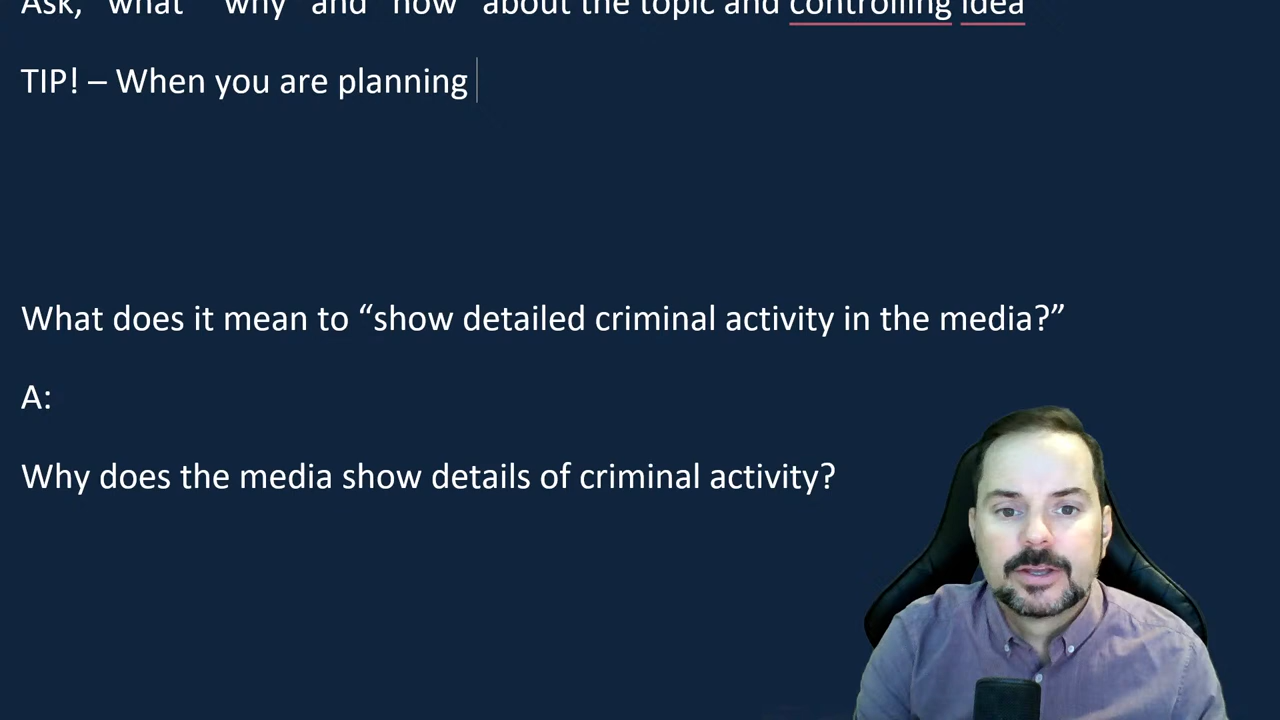 Ask, "what" "why" and "how" about the topic and controlling idea
TIP! – When you are planning
What does it mean to “show detailed criminal activity in the media?”
A:
Why does the media show details of criminal activity?